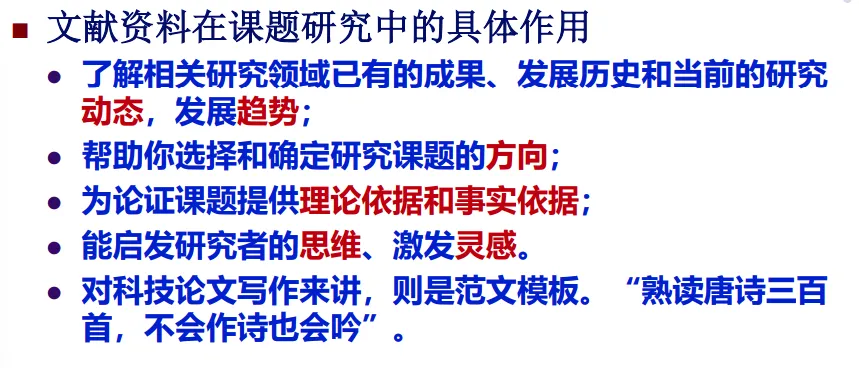 文献资料在课题研究中的具体作用
了解相关研究领域已有的成果、发展历史和当前的研究
动态，发展趋势；
帮助你选择和确定研究课题的方向；
为论证课题提供理论依据和事实依据；
能启发研究者的思维、激发灵感。
对科技论文写作来讲，则是范文模板。“熟读唐诗三百
首，不会作诗也会吟”。